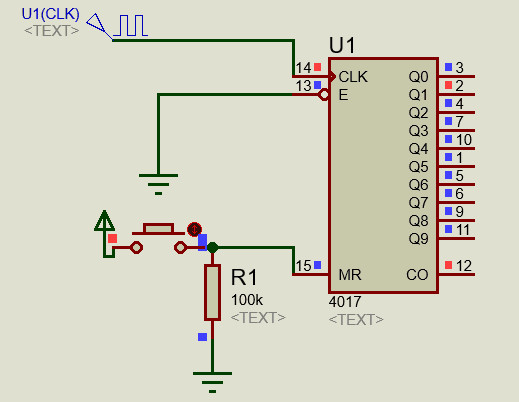 U1(CLK)
<TEXT>
U1
14
CLK
Q0
3
13
E
Q1
2
Q2
4
Q3
7
Q4
10
Q5
1
Q6
5
Q7
6
Q8
9
Q9
11
15
MR
CO
12
R1
100k
<TEXT>
4017
<TEXT>